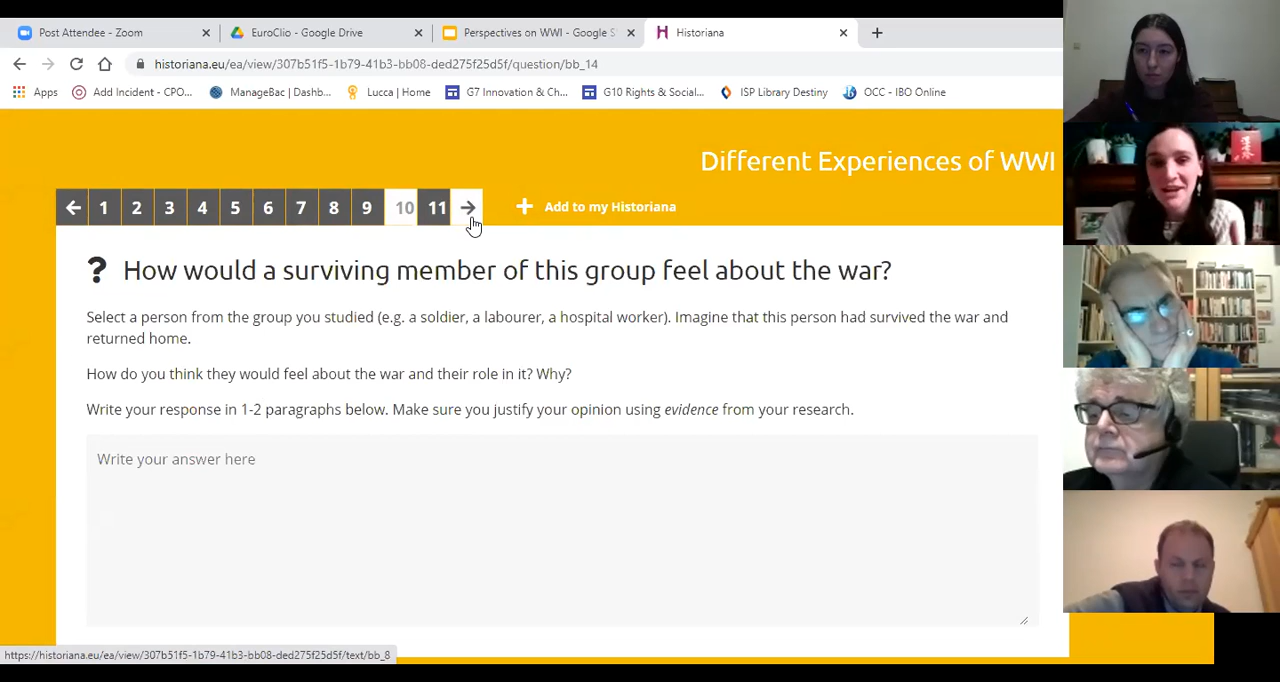 Post Attendee - Zoom
EuroClio - Google Drive
Perspectives on WWI - Google S
Historiana
historiana.eu/ea/view/307b51f5-1b79-41b3-bb08-ded275f25d5f/question/bb_14
Apps
Add Incident - CPO...
ManageBac | Dashb...
Lucca | Home
G7 Innovation & Ch...
G10 Rights & Social...
ISP Library Destiny
OCC - IBO Online
Different Experiences of WWI
1 2 3 4 5 6 7 8 9 10 11
Add to my Historiana
? How would a surviving member of this group feel about the war?
Select a person from the group you studied (e.g. a soldier, a labourer, a hospital worker). Imagine that this person had survived the war and
returned home.
How do you think they would feel about the war and their role in it? Why?
Write your response in 1-2 paragraphs below. Make sure you justify your opinion using evidence from your research.
Write your answer here
https://historiana.eu/ea/view/307b51f5-1b79-41b3-bb08-ded275f25d5f/text/bb_8